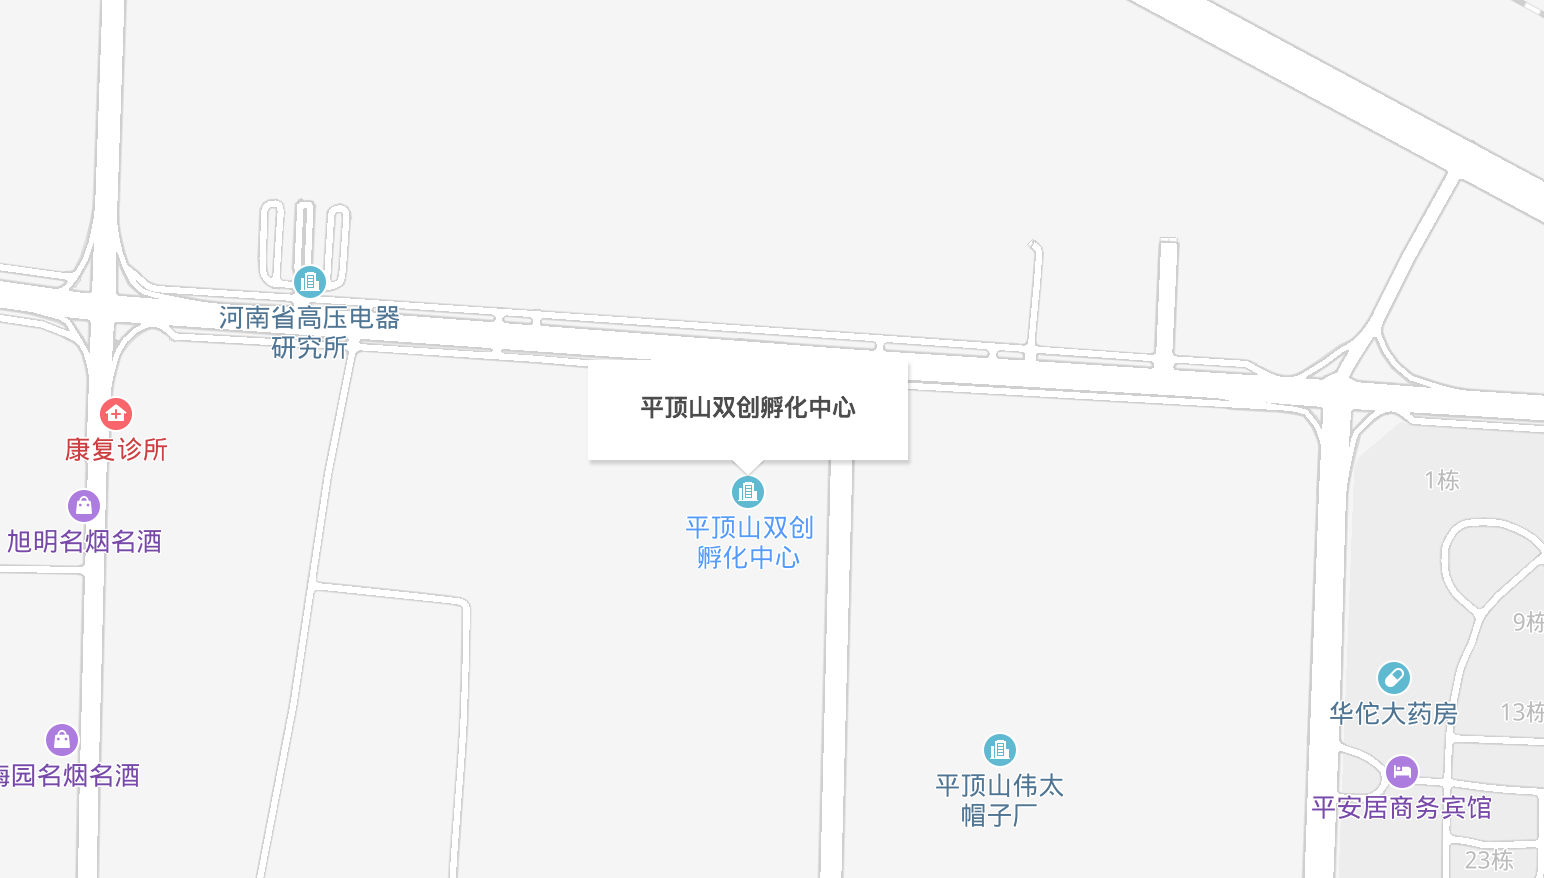 河南省高压电器
研究所
平顶山双创孵化中心
康复诊所
1栋
旭明名烟名酒
平顶山双创
孵化中心
9栋
华佗大药房
13栋
园名烟名酒
平顶山伟太
帽子厂
平安居商务宾馆
23栋